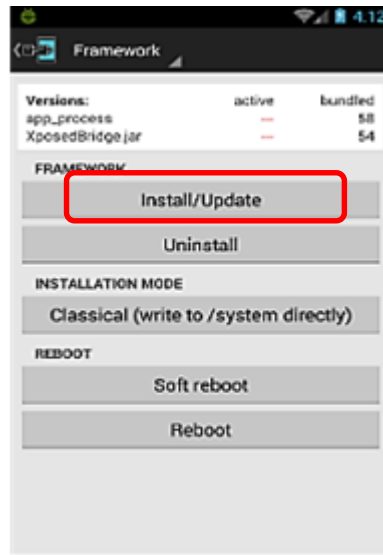 4.12
Framework
Versions: active bundled
app_process --- 58
XposedBridge.jar --- 54
FRAMEWORK
Install/Update
Uninstall
INSTALLATION MODE
Classical (write to /system directly)
REBOOT
Soft reboot
Reboot